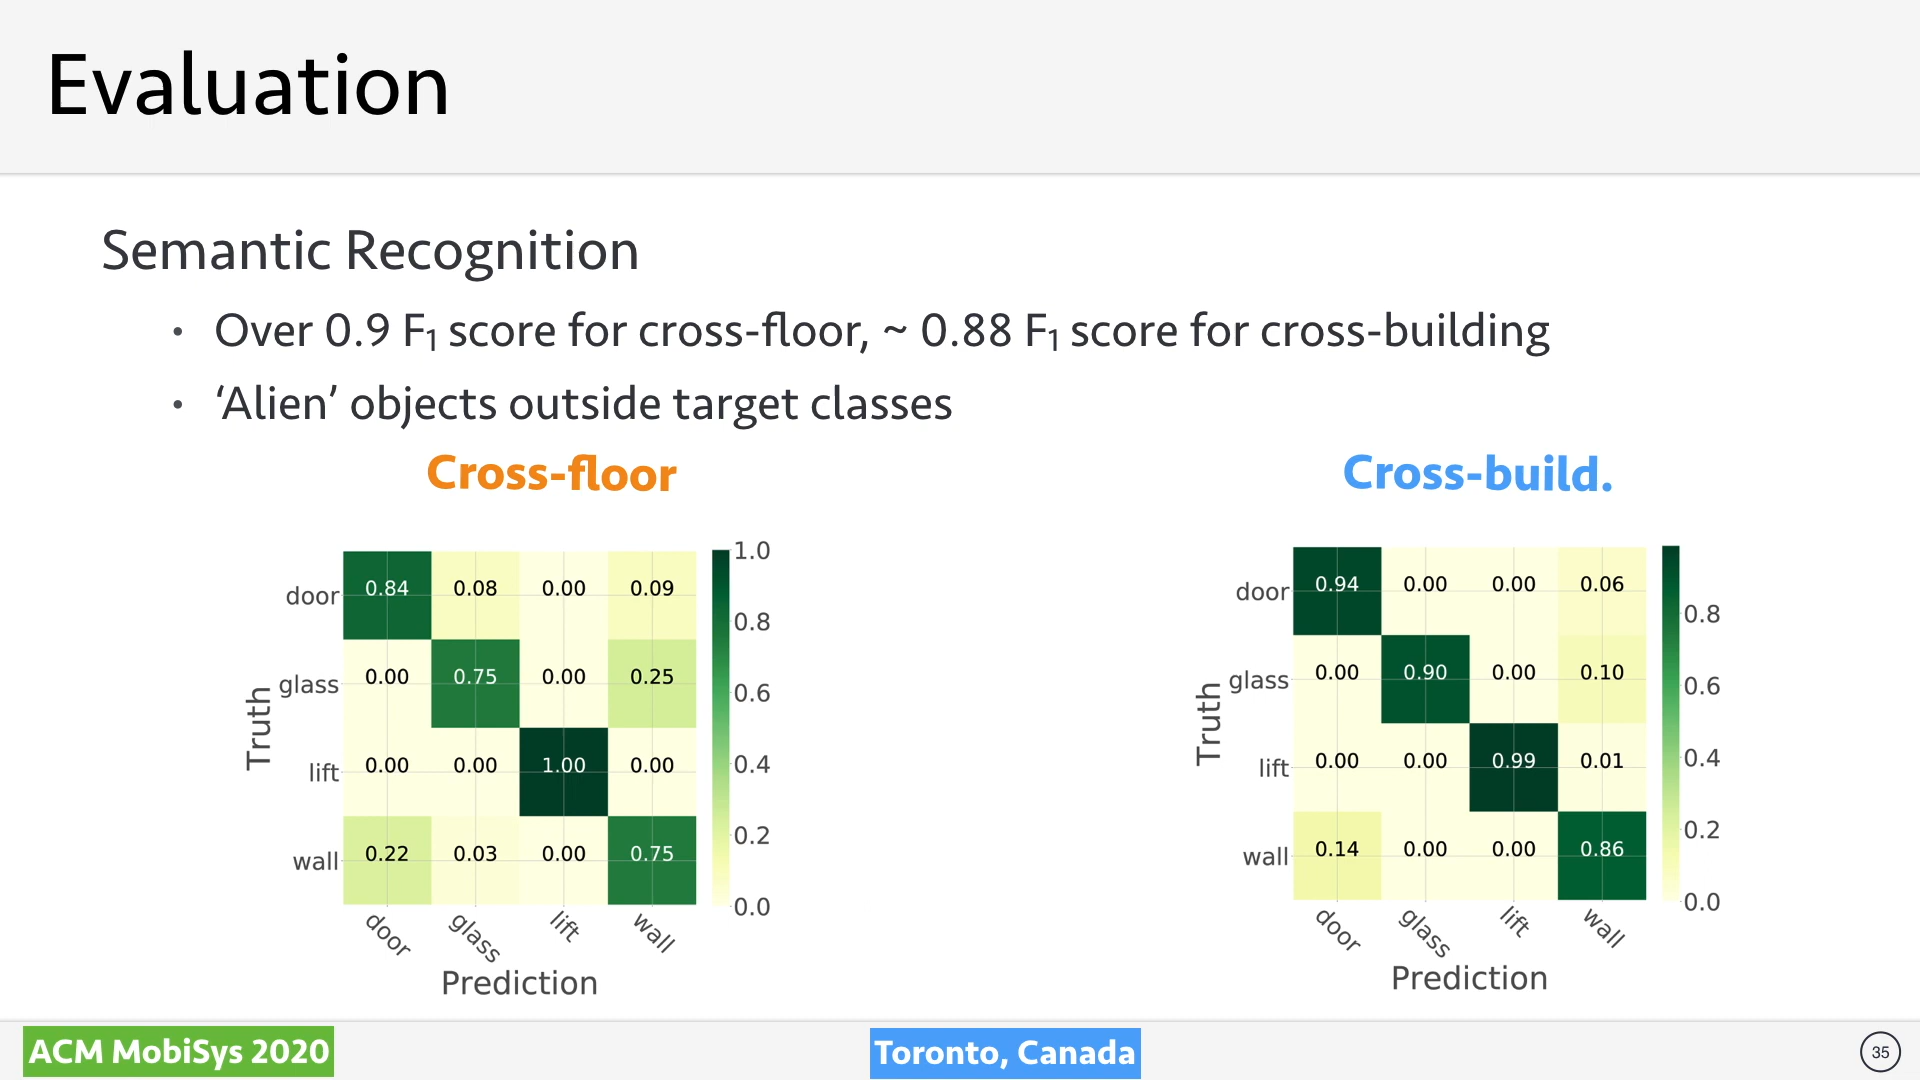 Evaluation
Semantic Recognition
• Over 0.9 F₁ score for cross-floor, ~ 0.88 F₁ score for cross-building
• ‘Alien’ objects outside target classes
Cross-floor
door 0.84 0.08 0.00 0.09
glass 0.00 0.75 0.00 0.25
lift 0.00 0.00 1.00 0.00
wall 0.22 0.03 0.00 0.75
door glass lift wall
Truth
Prediction
1.0
0.8
0.6
0.4
0.2
0.0
Cross-build.
door 0.94 0.00 0.00 0.06
glass 0.00 0.90 0.00 0.10
lift 0.00 0.00 0.99 0.01
wall 0.14 0.00 0.00 0.86
door glass lift wall
Truth
Prediction
0.8
0.6
0.4
0.2
0.0
ACM MobiSys 2020
Toronto, Canada
35